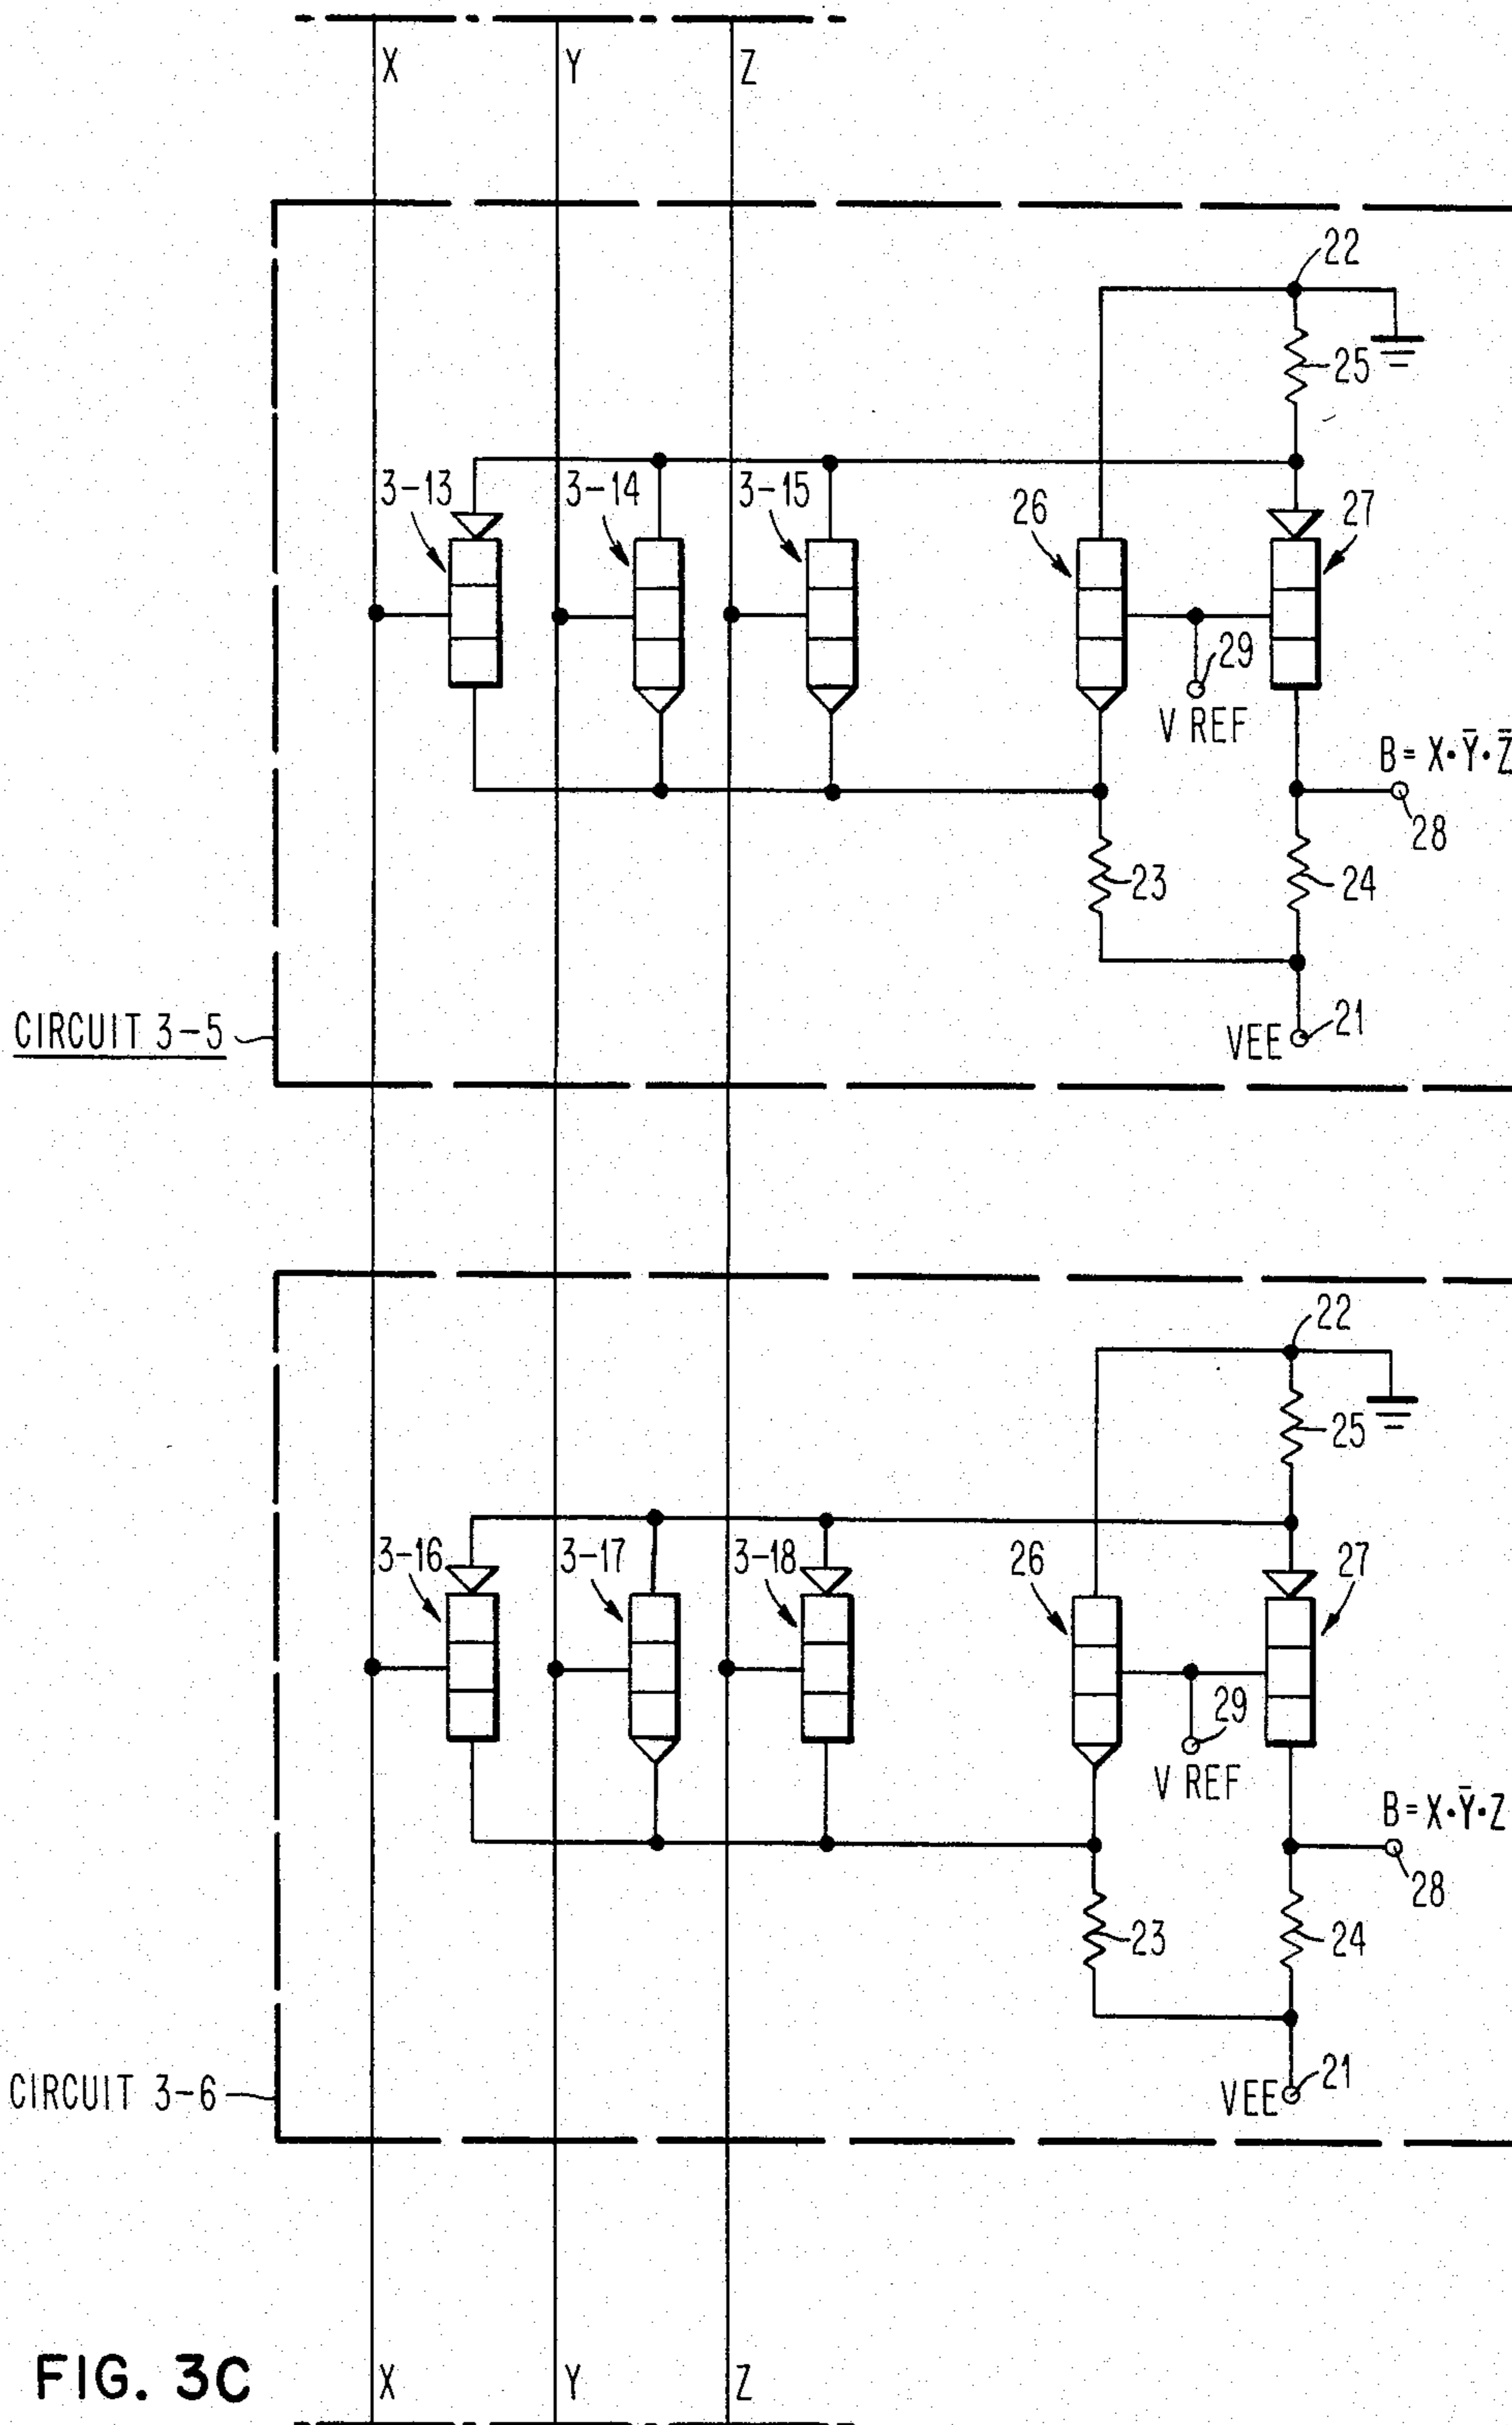 X Y Z
22
25
3-13 3-14 3-15 26 27
29
V REF
B = X·Ȳ·Z̄
28
23 24
CIRCUIT 3-5
VEE 21
22
25
3-16 3-17 3-18 26 27
29
V REF
B = X·Ȳ·Z
28
23 24
CIRCUIT 3-6
VEE 21
FIG. 3C
X Y Z